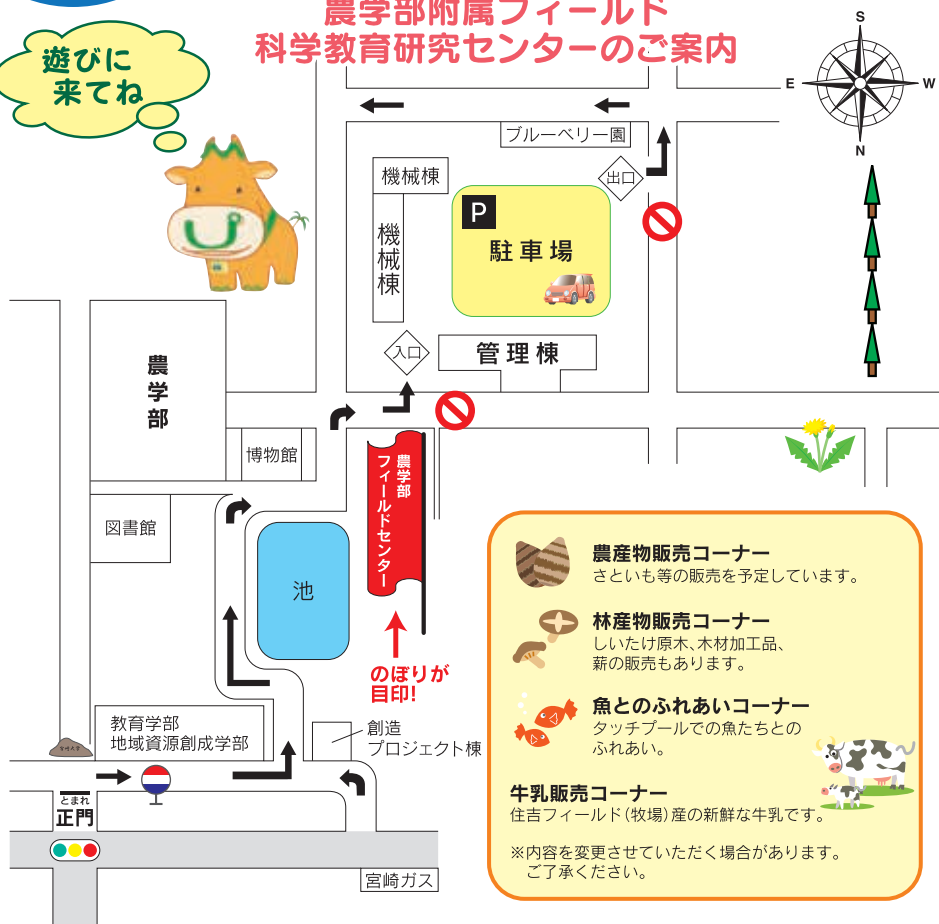 農学部附属フィールド
科学教育研究センターのご案内
遊びに
来てね
S
E
W
N
ブルーベリー園
出口
機械棟
機械棟
P
駐車場
入口
管理棟
農学部
博物館
図書館
池
農学部
フィールドセンター
のぼりが
目印!
教育学部
地域資源創成学部
創造
プロジェクト棟
とまれ
正門
宮崎ガス
農産物販売コーナー
さといも等の販売を予定しています。
林産物販売コーナー
しいたけ原木、木材加工品、
薪の販売もあります。
魚とのふれあいコーナー
タッチプールでの魚たちとの
ふれあい。
牛乳販売コーナー
住吉フィールド(牧場)産の新鮮な牛乳です。
※内容を変更させていただく場合があります。
ご了承ください。